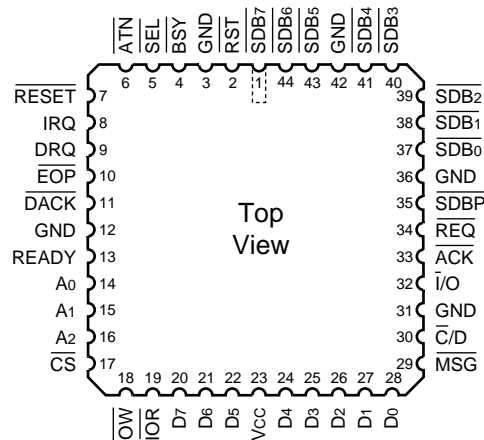 ATN SEL BSY GND RST SDB7 SDB6 SDB5 GND SDB4 SDB3
6 5 4 3 2 1 44 43 42 41 40
RESET 7
IRQ 8
DRQ 9
EOP 10
DACK 11
GND 12
READY 13
A0 14
A1 15
A2 16
CS 17
Top
View
39 SDB2
38 SDB1
37 SDB0
36 GND
35 SDBP
34 REQ
33 ACK
32 I/O
31 GND
30 C/D
29 MSG
18 19 20 21 22 23 24 25 26 27 28
OW IOR D7 D6 D5 VCC D4 D3 D2 D1 D0